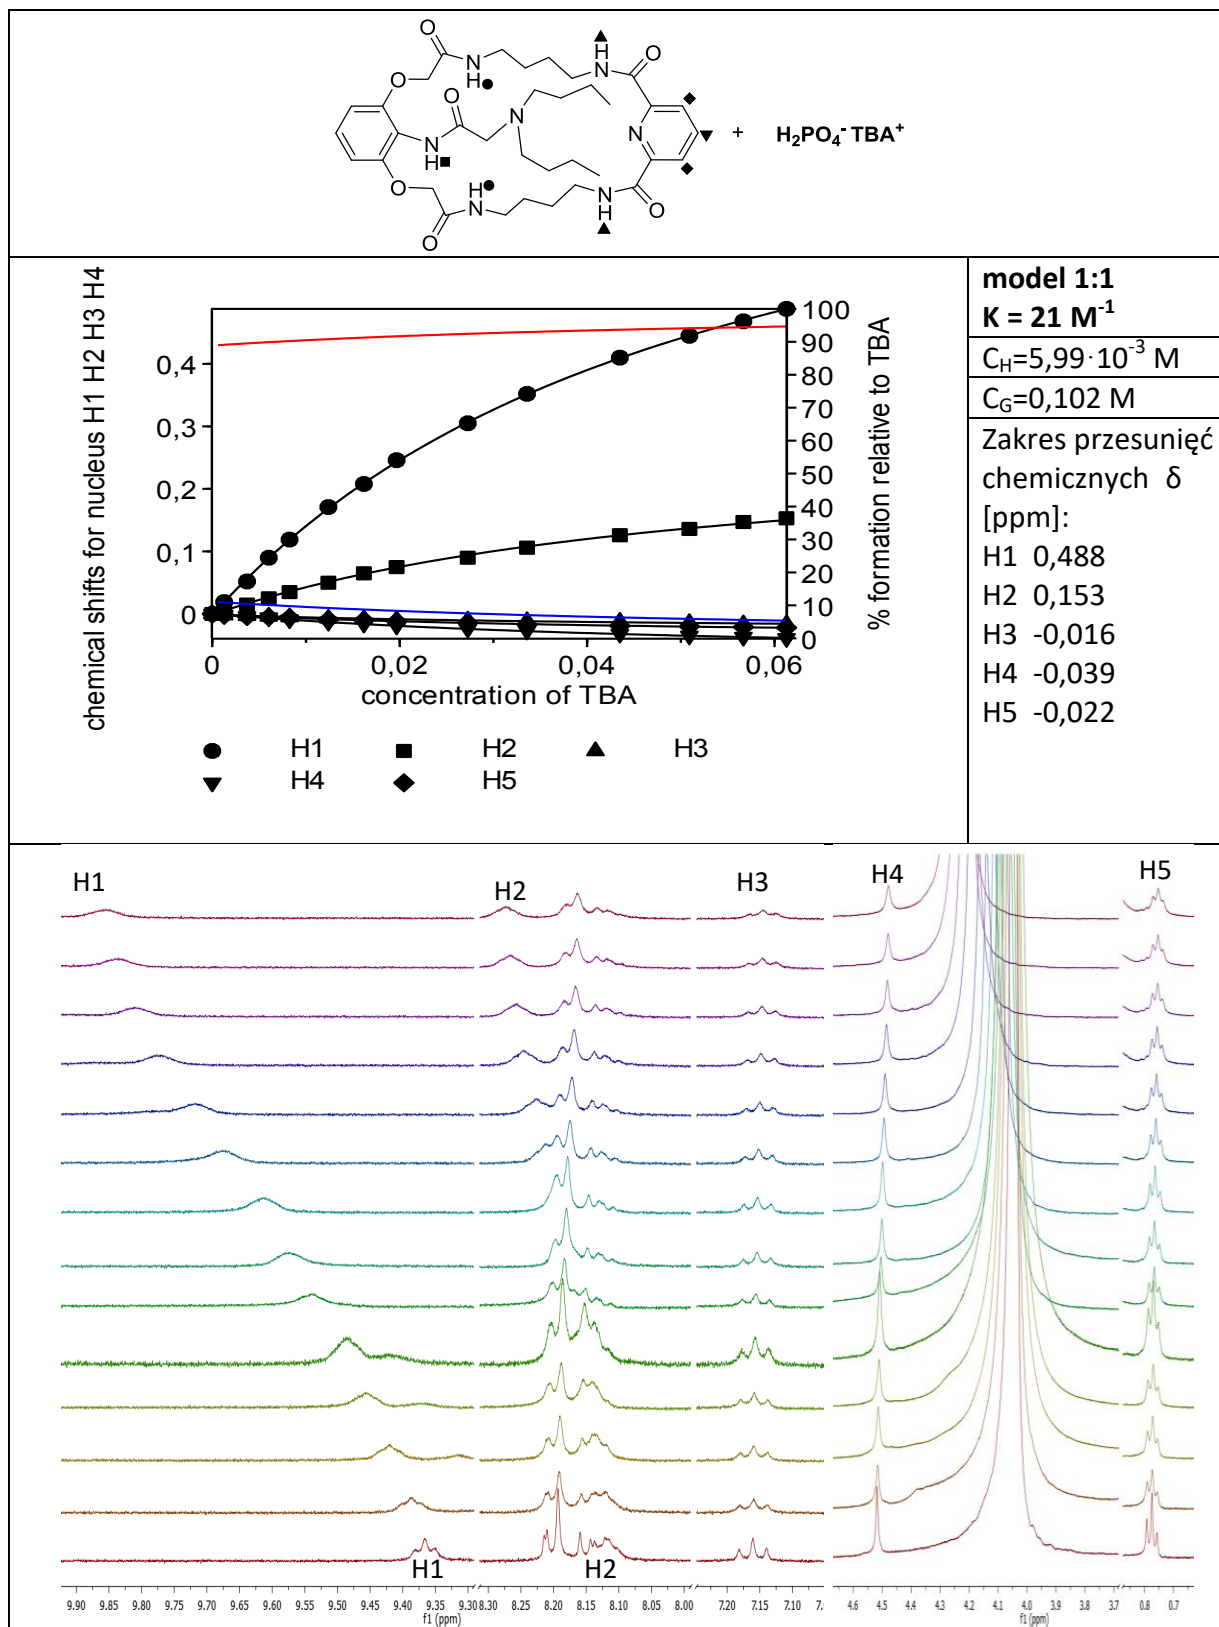 O
O
N
H
H
N
O
O
N
N
H
N
O
H
N
O
O
H
N
N
H
O
+ H₂PO₄⁻ TBA⁺
chemical shifts for nucleus H1 H2 H3 H4
0,4
0,3
0,2
0,1
0
0 0,02 0,04 0,06
concentration of TBA
100
90
80
70
60
50
40
30
20
10
0
% formation relative to TBA
H1 H2 H3
H4 H5
model 1:1
K = 21 M⁻¹
C_H=5,99·10⁻³ M
C_G=0,102 M
Zakres przesunięć
chemicznych δ
[ppm]:
H1 0,488
H2 0,153
H3 -0,016
H4 -0,039
H5 -0,022
H1 H2 H3 H4 H5
H1 H2
9.90 9.85 9.80 9.75 9.70 9.65 9.60 9.55 9.50 9.45 9.40 9.35 9.30 8.30 8.25 8.20 8.15 8.10 8.05 8.00 7.20 7.15 7.10 7.0
4.6 4.5 4.4 4.3 4.2 4.1 4.0 3.9 3.8 3.7 0.8 0.7
f1 (ppm)
f1 (ppm)